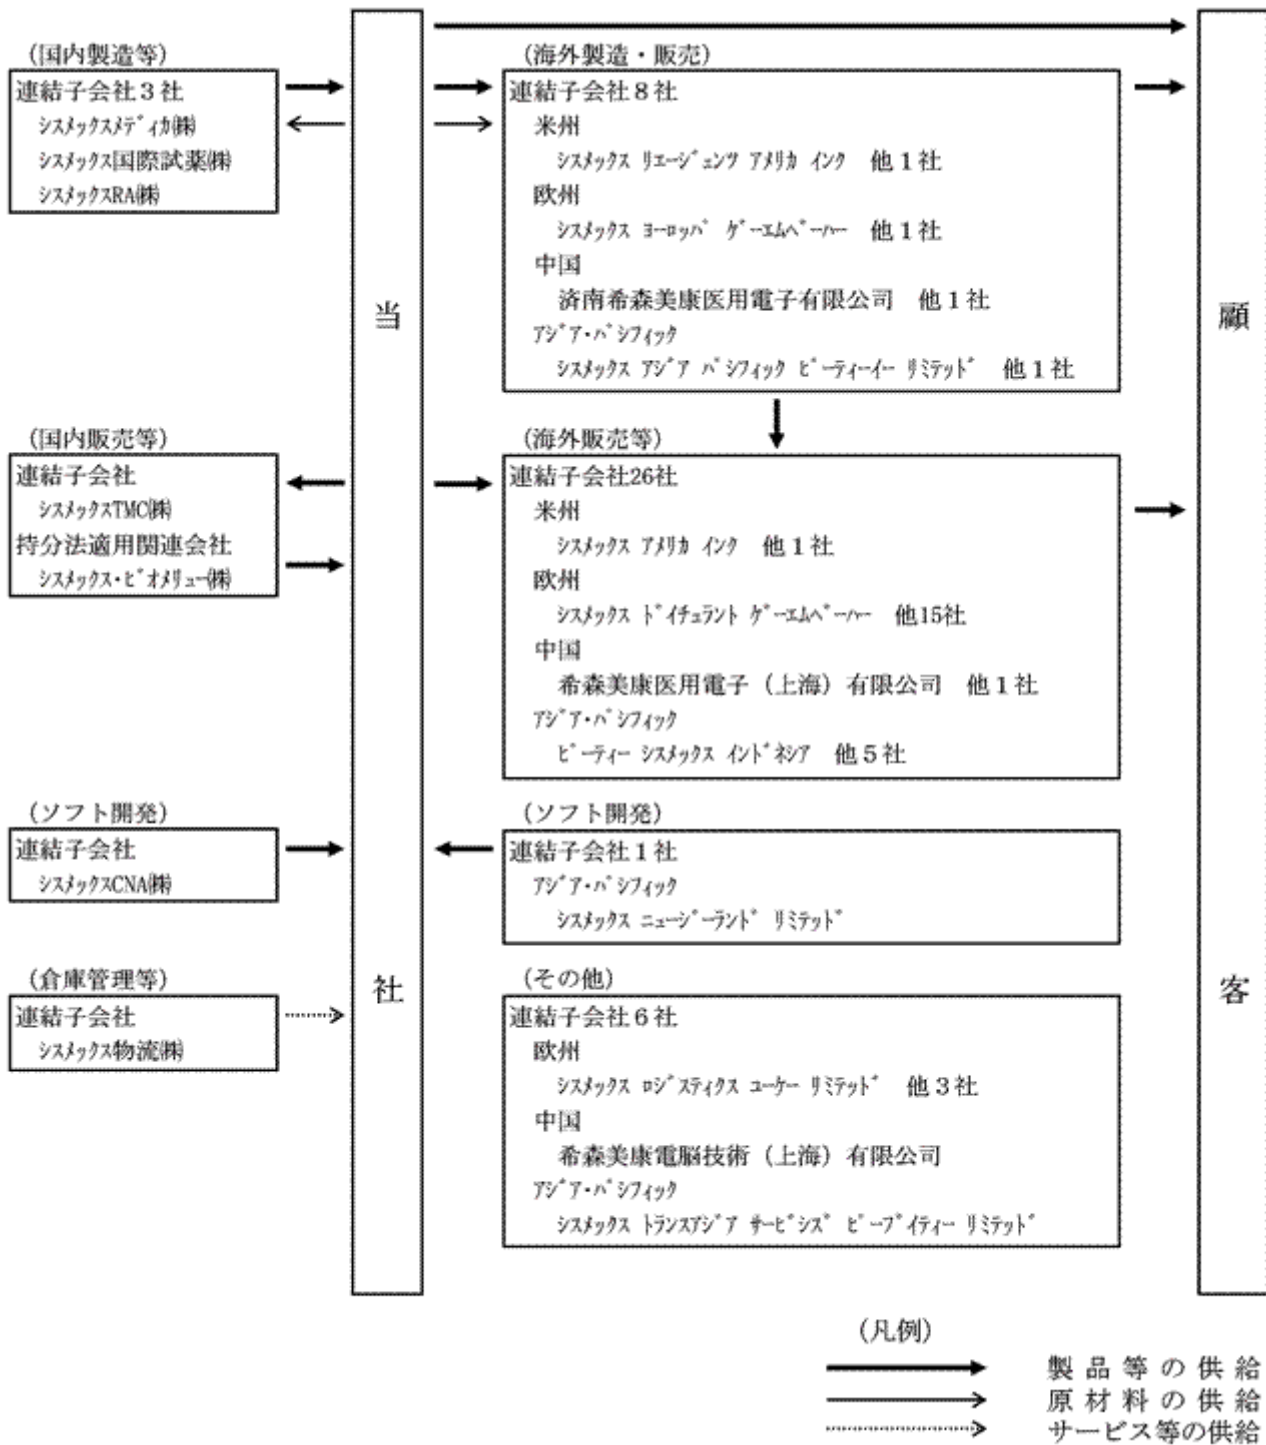 (国内製造等)
連結子会社3社
シスメックスメディカ㈱
シスメックス国際試薬㈱
シスメックスRA㈱
(国内販売等)
連結子会社
シスメックスTMC㈱
持分法適用関連会社
シスメックス・ビオメリュー㈱
(ソフト開発)
連結子会社
シスメックスCNA㈱
(倉庫管理等)
連結子会社
シスメックス物流㈱
当
社
(海外製造・販売)
連結子会社8社
米州
シスメックス リエージェンツ アメリカ インク 他1社
欧州
シスメックス ヨーロッパ ゲーエムベーハー 他1社
中国
済南希森美康医用電子有限公司 他1社
アジア・パシフィック
シスメックス アジア パシフィック ピーティーイー リミテッド 他1社
(海外販売等)
連結子会社26社
米州
シスメックス アメリカ インク 他1社
欧州
シスメックス ドイチュラント ゲーエムベーハー 他15社
中国
希森美康医用電子(上海)有限公司 他1社
アジア・パシフィック
ピーティー シスメックス インドネシア 他5社
(ソフト開発)
連結子会社1社
アジア・パシフィック
シスメックス ニュージーランド リミテッド
(その他)
連結子会社6社
欧州
シスメックス ロジスティクス ユーケー リミテッド 他3社
中国
希森美康電脳技術(上海)有限公司
アジア・パシフィック
シスメックス トランスアジア サービシズ ピーブイティー リミテッド
顧
客
(凡例)
製品等の供給
原材料の供給
サービス等の供給